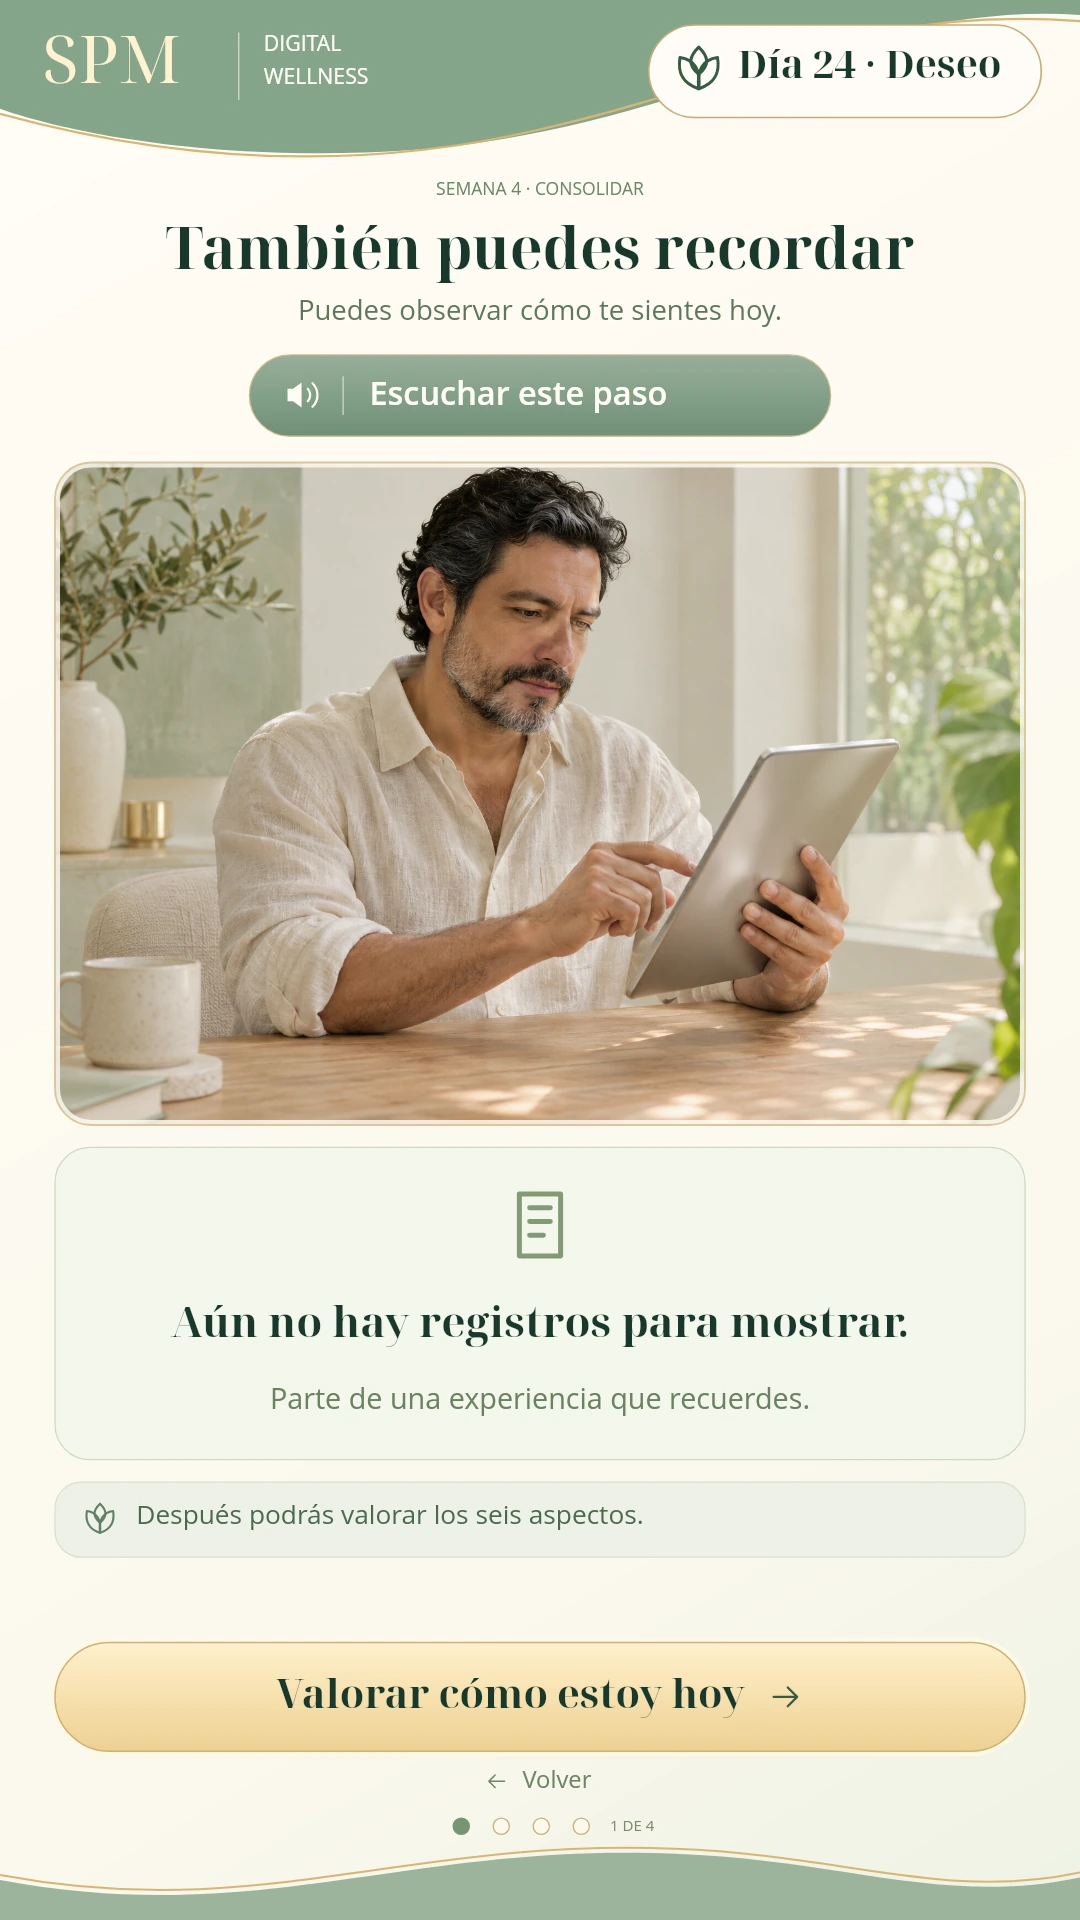 SPM
DIGITAL
WELLNESS
Día 24 · Deseo
SEMANA 4 · CONSOLIDAR
También puedes recordar
Puedes observar cómo te sientes hoy.
Escuchar este paso
Aún no hay registros para mostrar.
Parte de una experiencia que recuerdes.
Después podrás valorar los seis aspectos.
Valorar cómo estoy hoy →
← Volver
1 DE 4